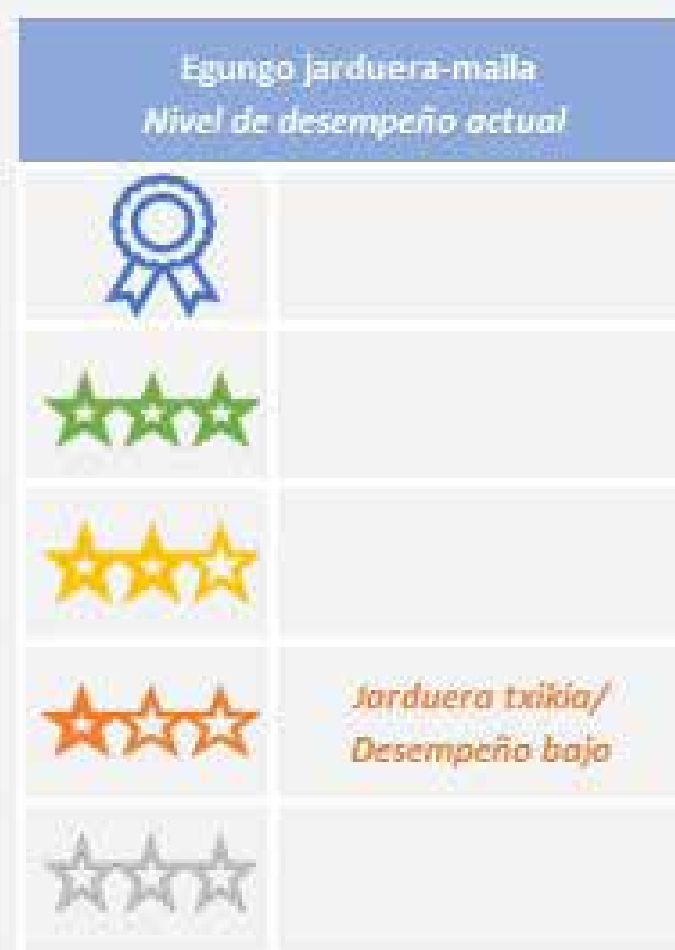 Egungo jarduera-maila
Nivel de desempeño actual
Jarduera txikia/
Desempeño bajo